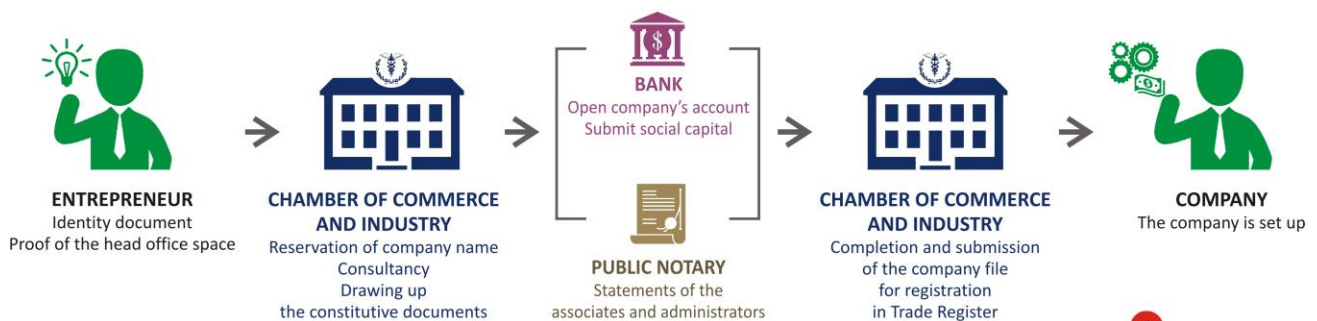 ENTREPRENEUR
Identity document
Proof of the head office space
CHAMBER OF COMMERCE
AND INDUSTRY
Reservation of company name
Consultancy
Drawing up
the constitutive documents
BANK
Open company's account
Submit social capital
PUBLIC NOTARY
Statements of the
associates and administrators
CHAMBER OF COMMERCE
AND INDUSTRY
Completion and submission
of the company file
for registration
in Trade Register
COMPANY
The company is set up